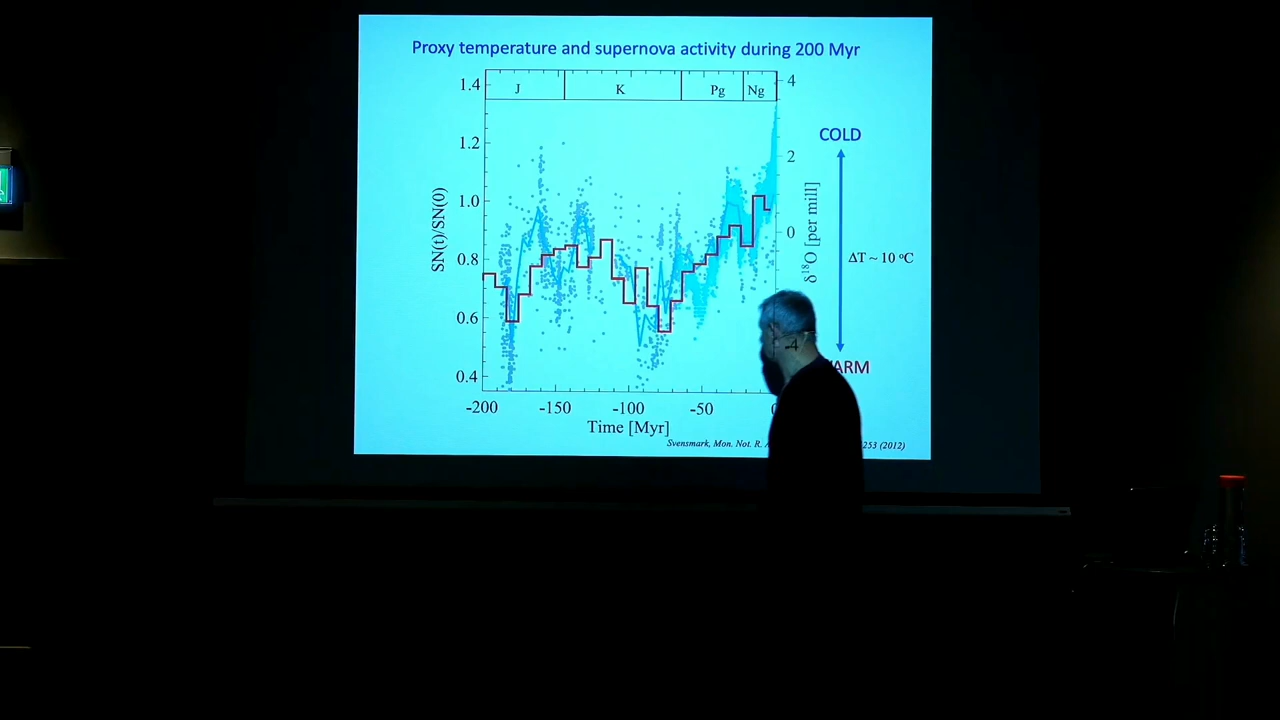 Proxy temperature and supernova activity during 200 Myr
1.4
1.2
1.0
0.8
0.6
0.4
SN(t)/SN(0)
J
K
Pg
Ng
4
2
0
-4
δ¹⁸O [per mill]
COLD
ΔT ~ 10 °C
ARM
-200
-150
-100
-50
Time [Myr]
Svensmark, Mon. Not. R. 253 (2012)